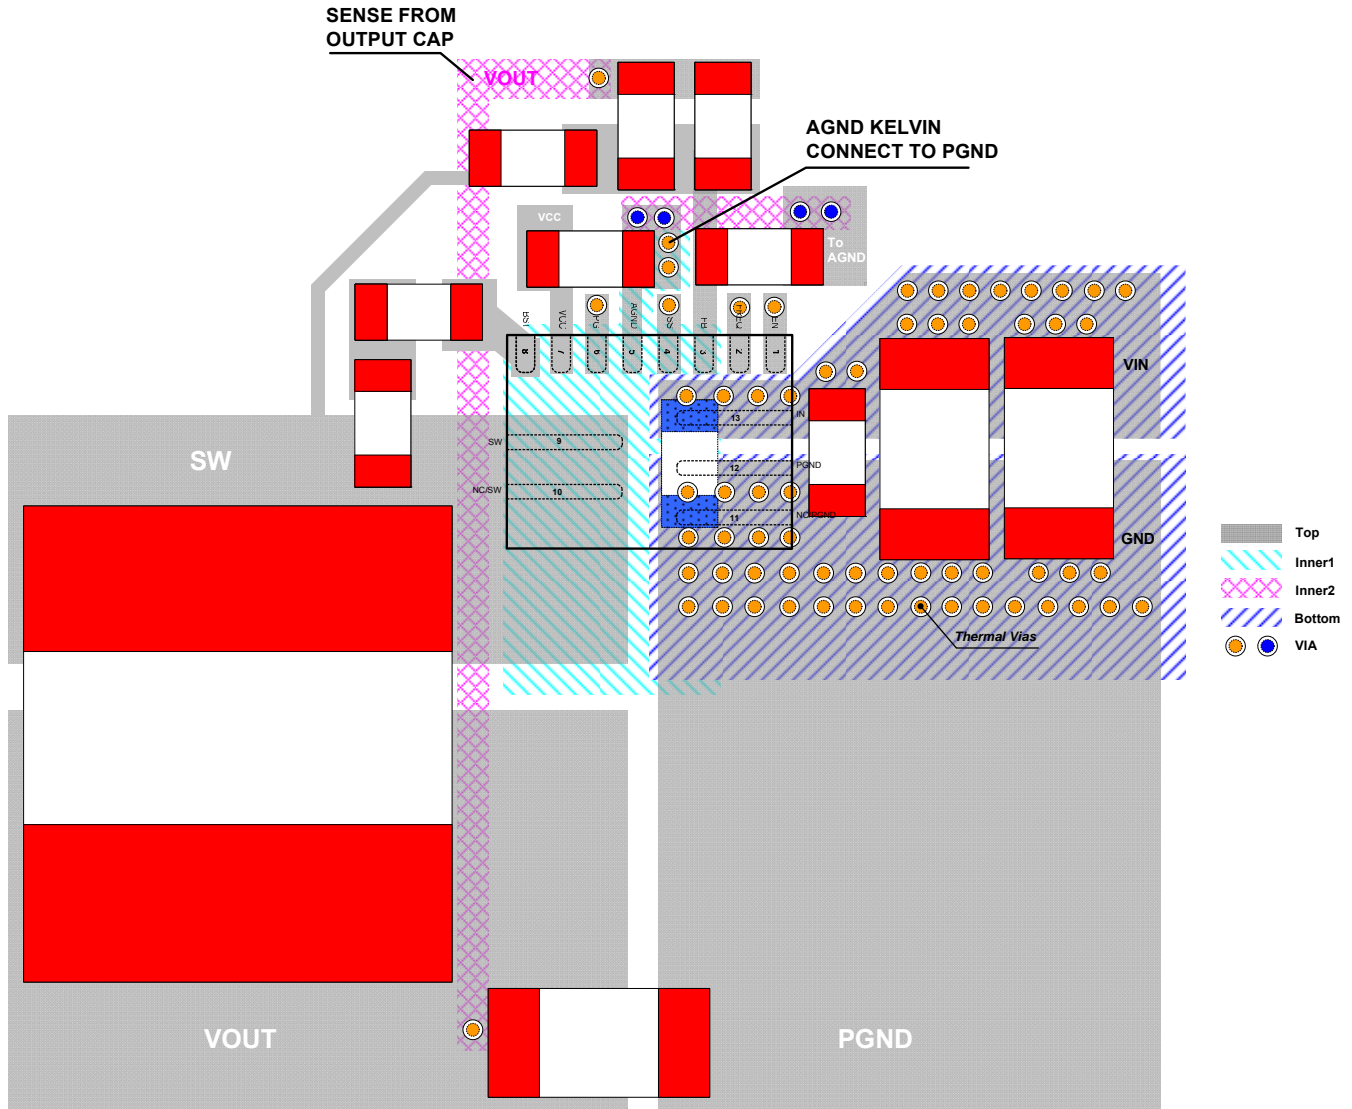 SENSE FROM
OUTPUT CAP
VOUT
AGND KELVIN
CONNECT TO PGND
VCC
To
AGND
BST
VCC
PG
AGND
SS
FB
FREQ
EN
8
7
6
5
4
3
2
1
VIN
13
IN
SW
9
SW
12
PGND
NC/SW
10
11
NC/PGND
GND
Top
Inner1
Inner2
Bottom
VIA
Thermal Vias
VOUT
PGND